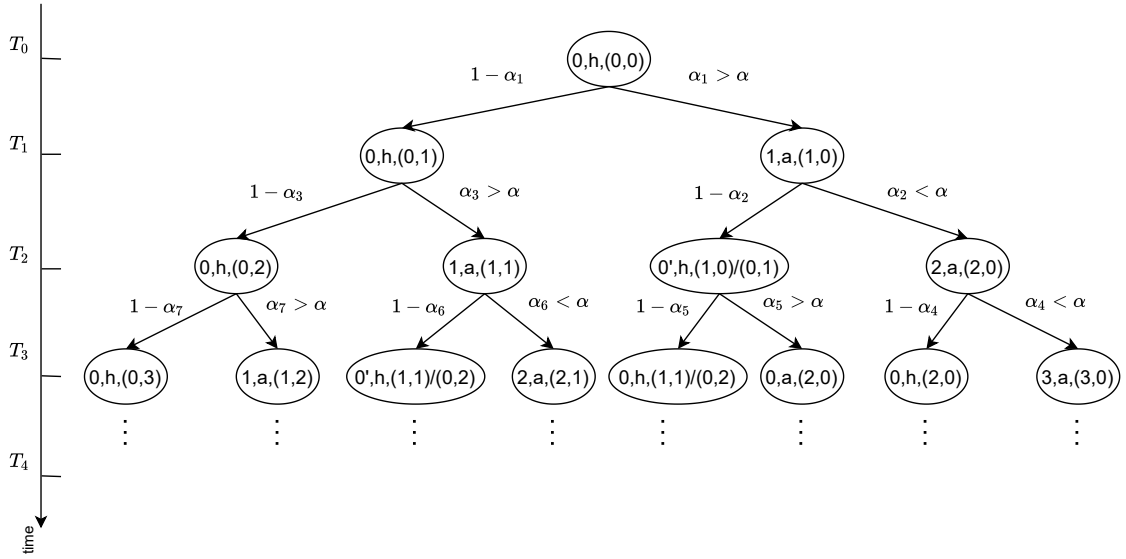 T₀
0,h,(0,0)
1 − α₁
α₁ > α
T₁
0,h,(0,1)
1,a,(1,0)
1 − α₃
α₃ > α
1 − α₂
α₂ < α
T₂
0,h,(0,2)
1,a,(1,1)
0',h,(1,0)/(0,1)
2,a,(2,0)
1 − α₇
α₇ > α
1 − α₆
α₆ < α
1 − α₅
α₅ > α
1 − α₄
α₄ < α
T₃
0,h,(0,3)
1,a,(1,2)
0',h,(1,1)/(0,2)
2,a,(2,1)
0,h,(1,1)/(0,2)
0,a,(2,0)
0,h,(2,0)
3,a,(3,0)
T₄
time